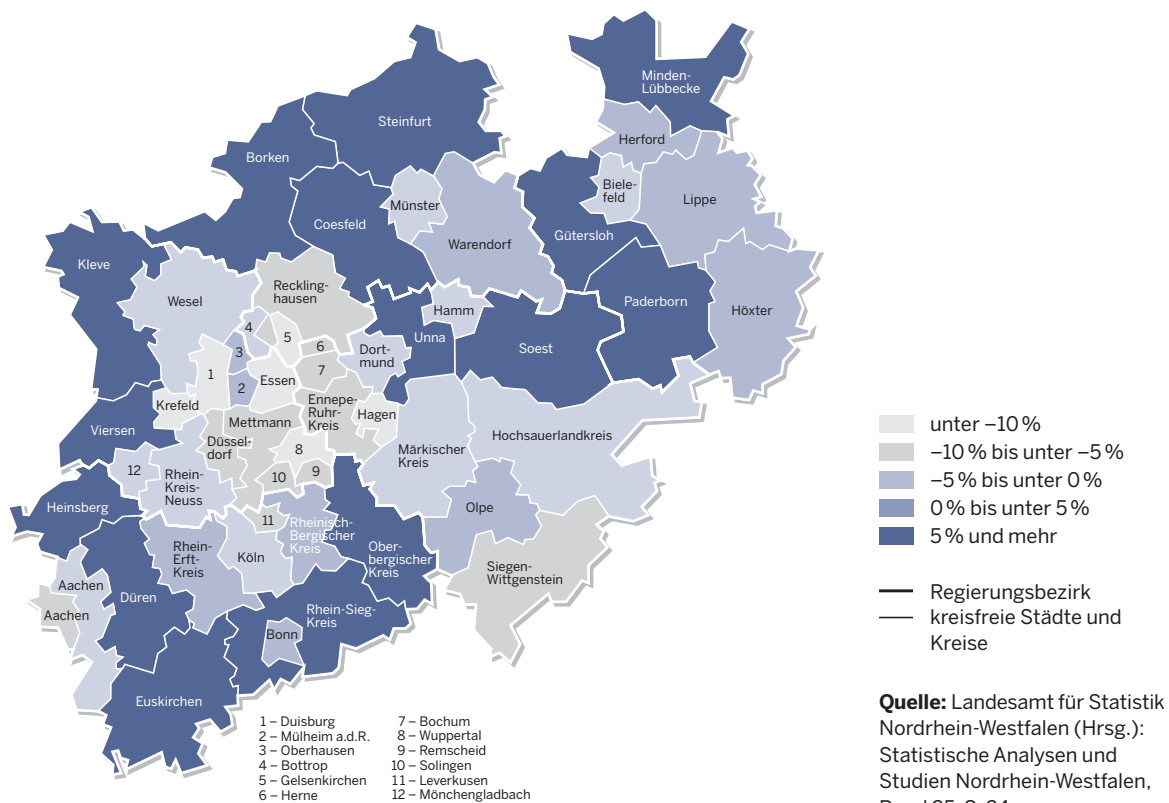 Minden-
Lübbecke
Steinfurt
Herford
Borken
Biele-
feld
Lippe
Münster
Coesfeld
Gütersloh
Warendorf
Kleve
Reckling-
hausen
Wesel
Paderborn
Höxter
Hamm
4
5
Unna
6
Soest
3
Dort-
mund
7
1
Essen
2
Krefeld
Ennepe-
Ruhr-
Kreis
Hagen
Mettmann
Viersen
Düssel-
dorf
8
Märkischer
Kreis
Hochsauerlandkreis
12
Rhein-
Kreis-
Neuss
10
9
Heinsberg
Olpe
11
Rheinisch-
Bergischer
Kreis
Rhein-
Erft-
Kreis
Köln
Ober-
bergischer
Kreis
Siegen-
Wittgenstein
Aachen
Düren
Aachen
Rhein-Sieg-
Kreis
Bonn
Euskirchen
1 – Duisburg
2 – Mülheim a.d.R.
3 – Oberhausen
4 – Bottrop
5 – Gelsenkirchen
6 – Herne
7 – Bochum
8 – Wuppertal
9 – Remscheid
10 – Solingen
11 – Leverkusen
12 – Mönchengladbach
unter –10 %
–10 % bis unter –5 %
–5 % bis unter 0 %
0 % bis unter 5 %
5 % und mehr
Regierungsbezirk
kreisfreie Städte und
Kreise
Quelle: Landesamt für Statistik
Nordrhein-Westfalen (Hrsg.):
Statistische Analysen und
Studien Nordrhein-Westfalen,